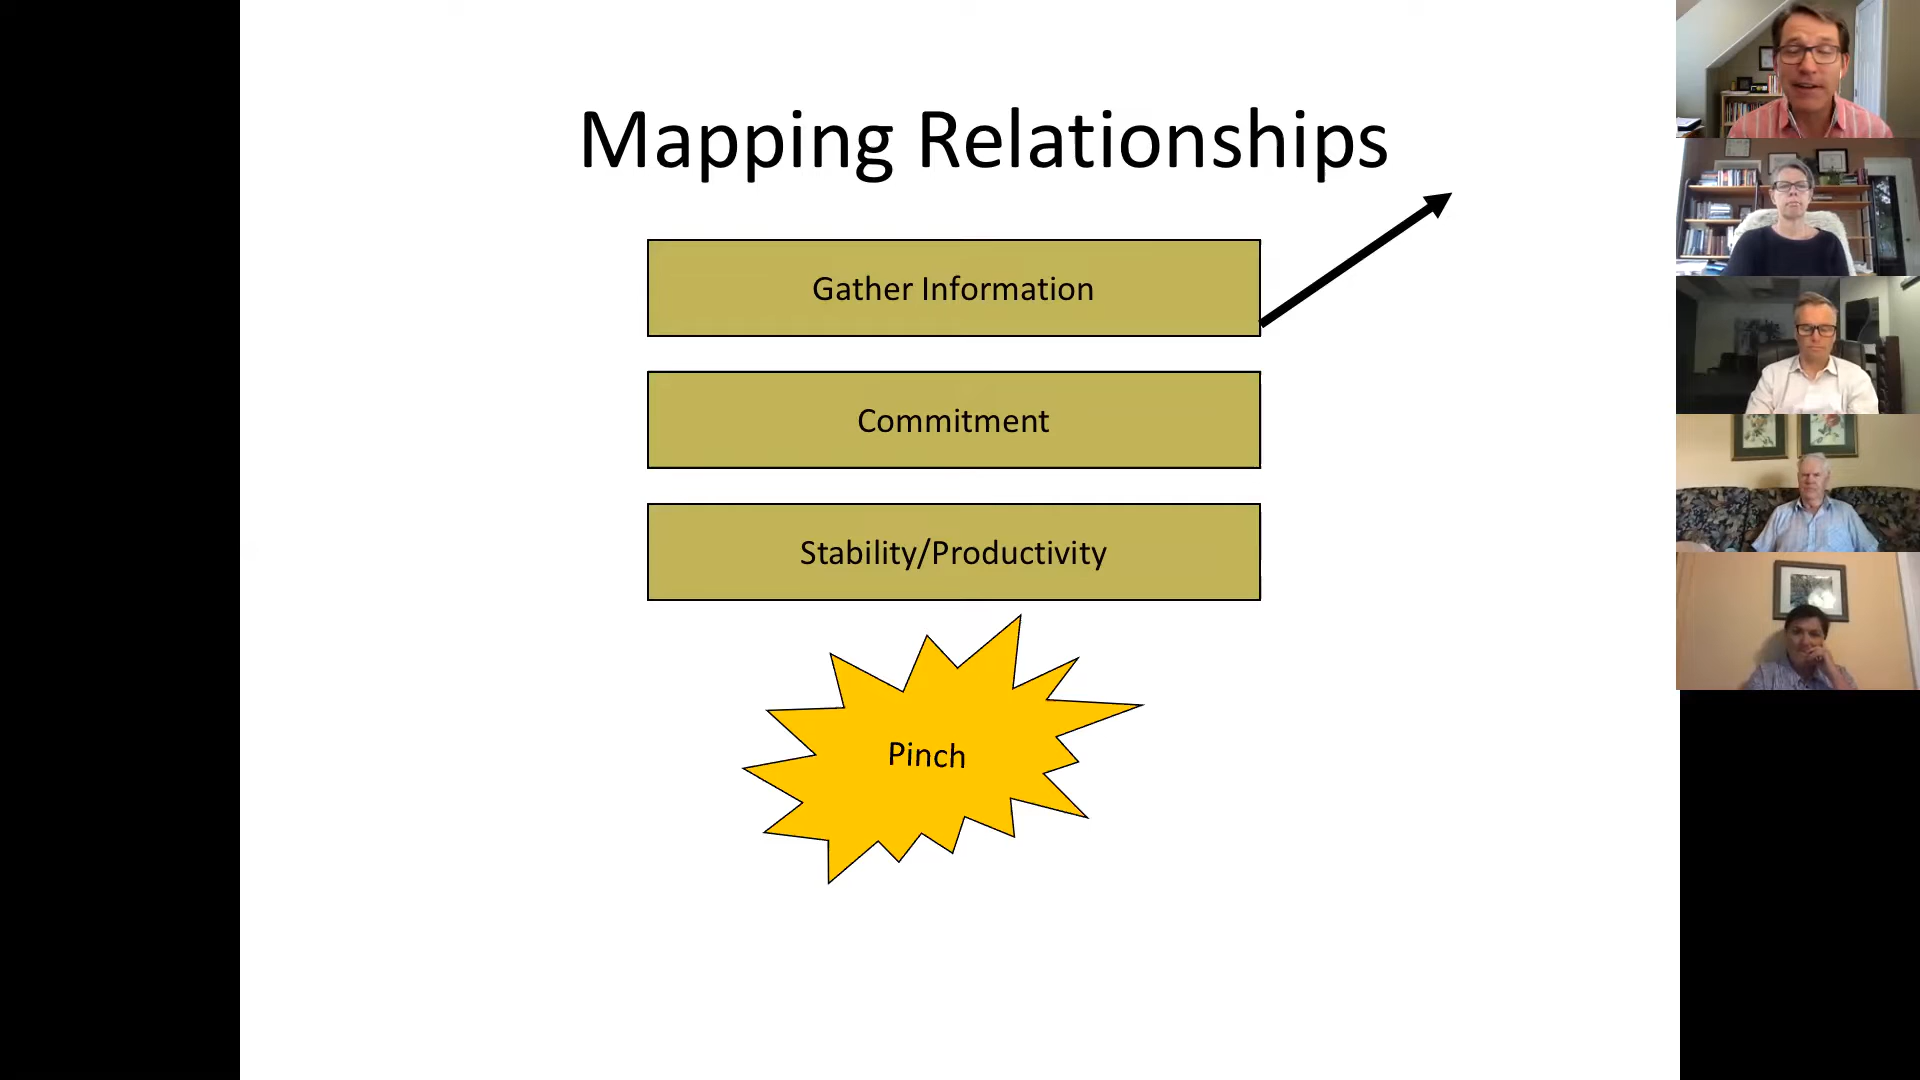 Mapping Relationships
Gather Information
Commitment
Stability/Productivity
Pinch